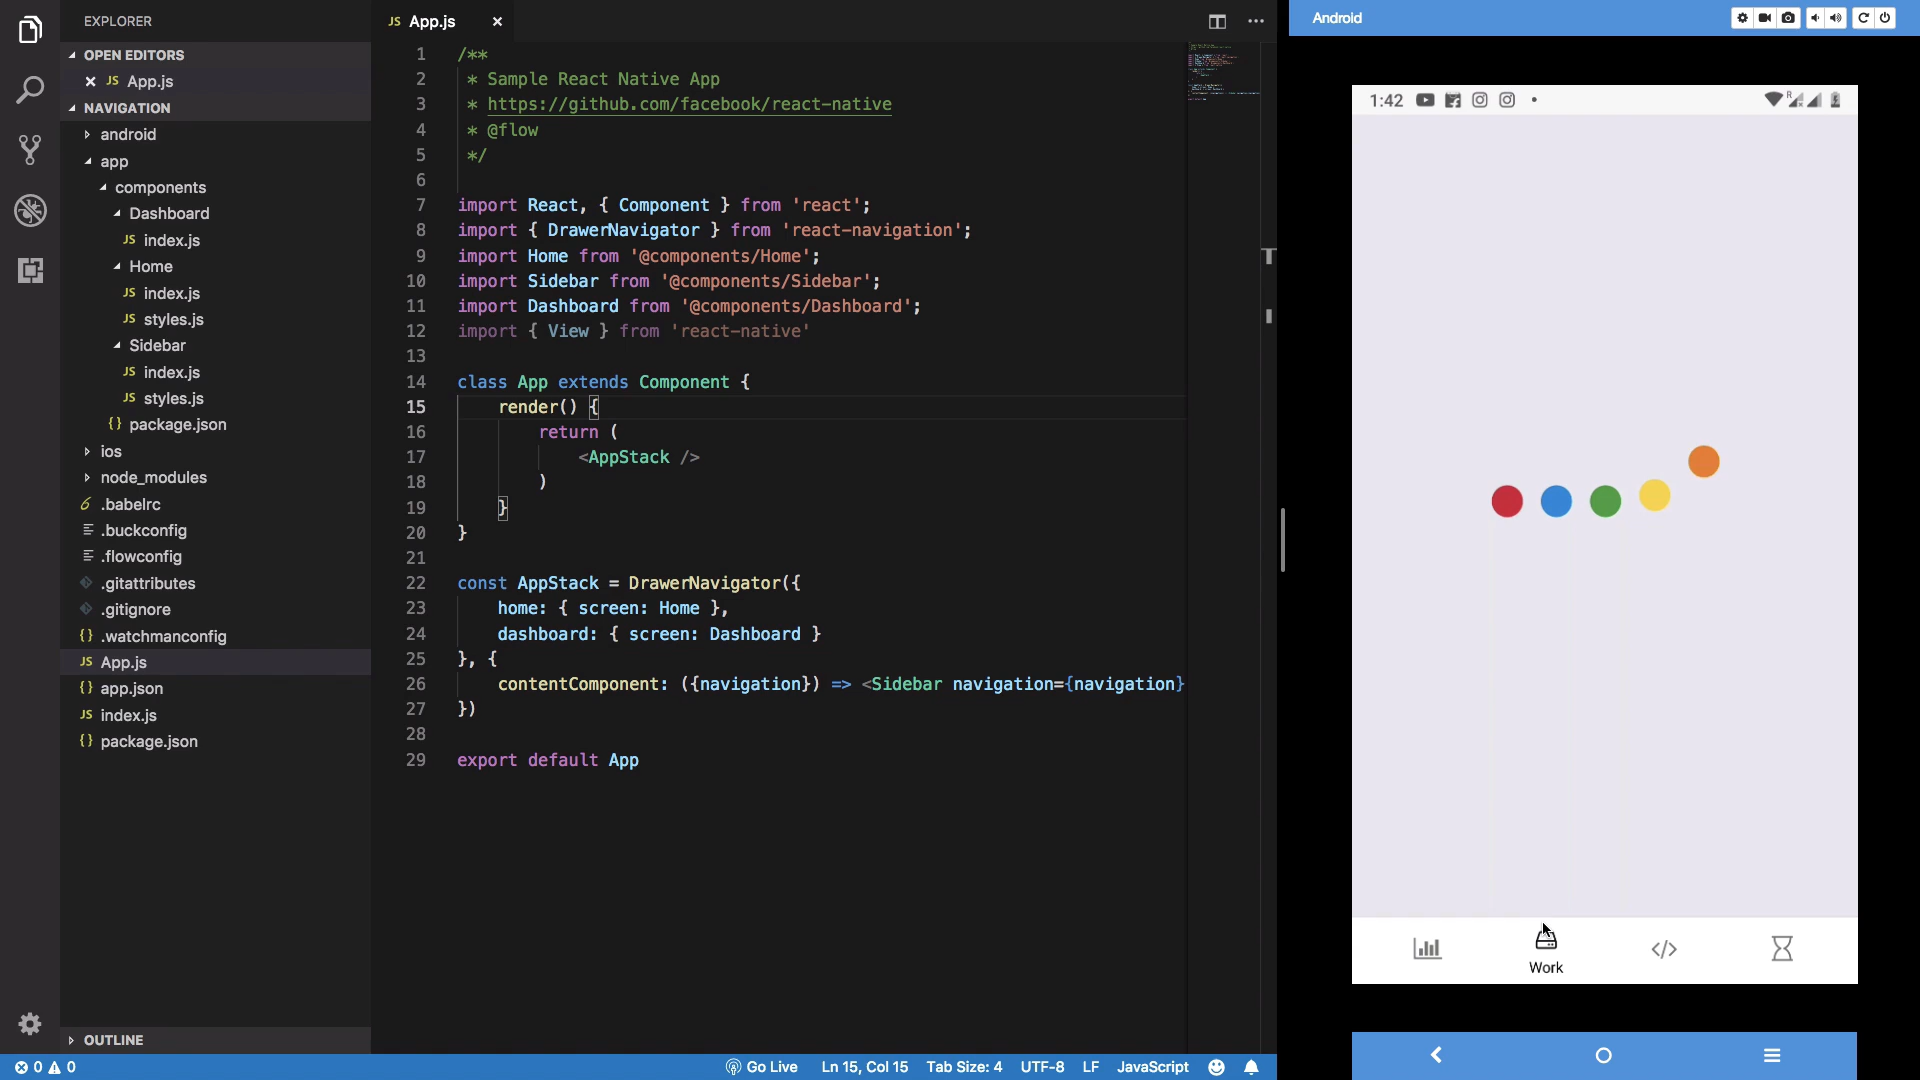 EXPLORER
OPEN EDITORS
JS App.js
NAVIGATION
android
app
components
Dashboard
JS index.js
Home
JS index.js
JS styles.js
Sidebar
JS index.js
JS styles.js
{} package.json
ios
node_modules
.babelrc
.buckconfig
.flowconfig
.gitattributes
.gitignore
{} .watchmanconfig
JS App.js
{} app.json
JS index.js
{} package.json
OUTLINE
JS App.js
1 /**
2 * Sample React Native App
3 * https://github.com/facebook/react-native
4 * @flow
5 */
6
7 import React, { Component } from 'react';
8 import { DrawerNavigator } from 'react-navigation';
9 import Home from '@components/Home';
10 import Sidebar from '@components/Sidebar';
11 import Dashboard from '@components/Dashboard';
12 import { View } from 'react-native'
13
14 class App extends Component {
15 render() {
16 return (
17 <AppStack />
18 )
19 }
20 }
21
22 const AppStack = DrawerNavigator({
23 home: { screen: Home },
24 dashboard: { screen: Dashboard }
25 }, {
26 contentComponent: ({navigation}) => <Sidebar navigation={navigation}
27 })
28
29 export default App
0 0
Go Live Ln 15, Col 15 Tab Size: 4 UTF-8 LF JavaScript
Android
1:42
R
Work